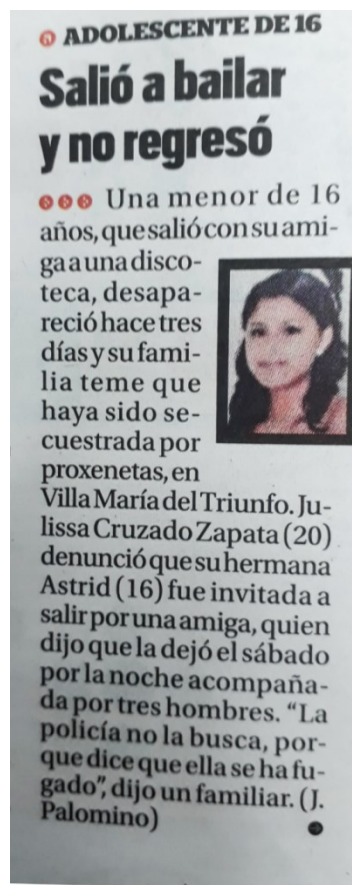 ADOLESCENTE DE 16
Salió a bailar
y no regresó
Una menor de 16
años, que salió con su ami-
ga a una disco-
teca, desapa-
reció hace tres
días y su fami-
lia teme que
haya sido se-
cuestrada por
proxenetas, en
Villa María del Triunfo. Ju-
lissa Cruzado Zapata (20)
denunció que su hermana
Astrid (16) fue invitada a
salir por una amiga, quien
dijo que la dejó el sábado
por la noche acompaña-
da por tres hombres. “La
policía no la busca, por-
que dice que ella se ha fu-
gado”, dijo un familiar. (J.
Palomino)